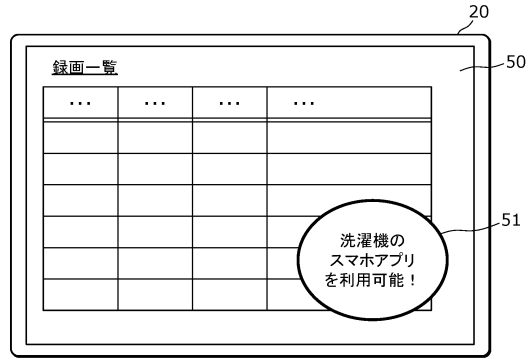 20
50
録画一覧
… … … …
51
洗濯機の
スマホアプリ
を利用可能！